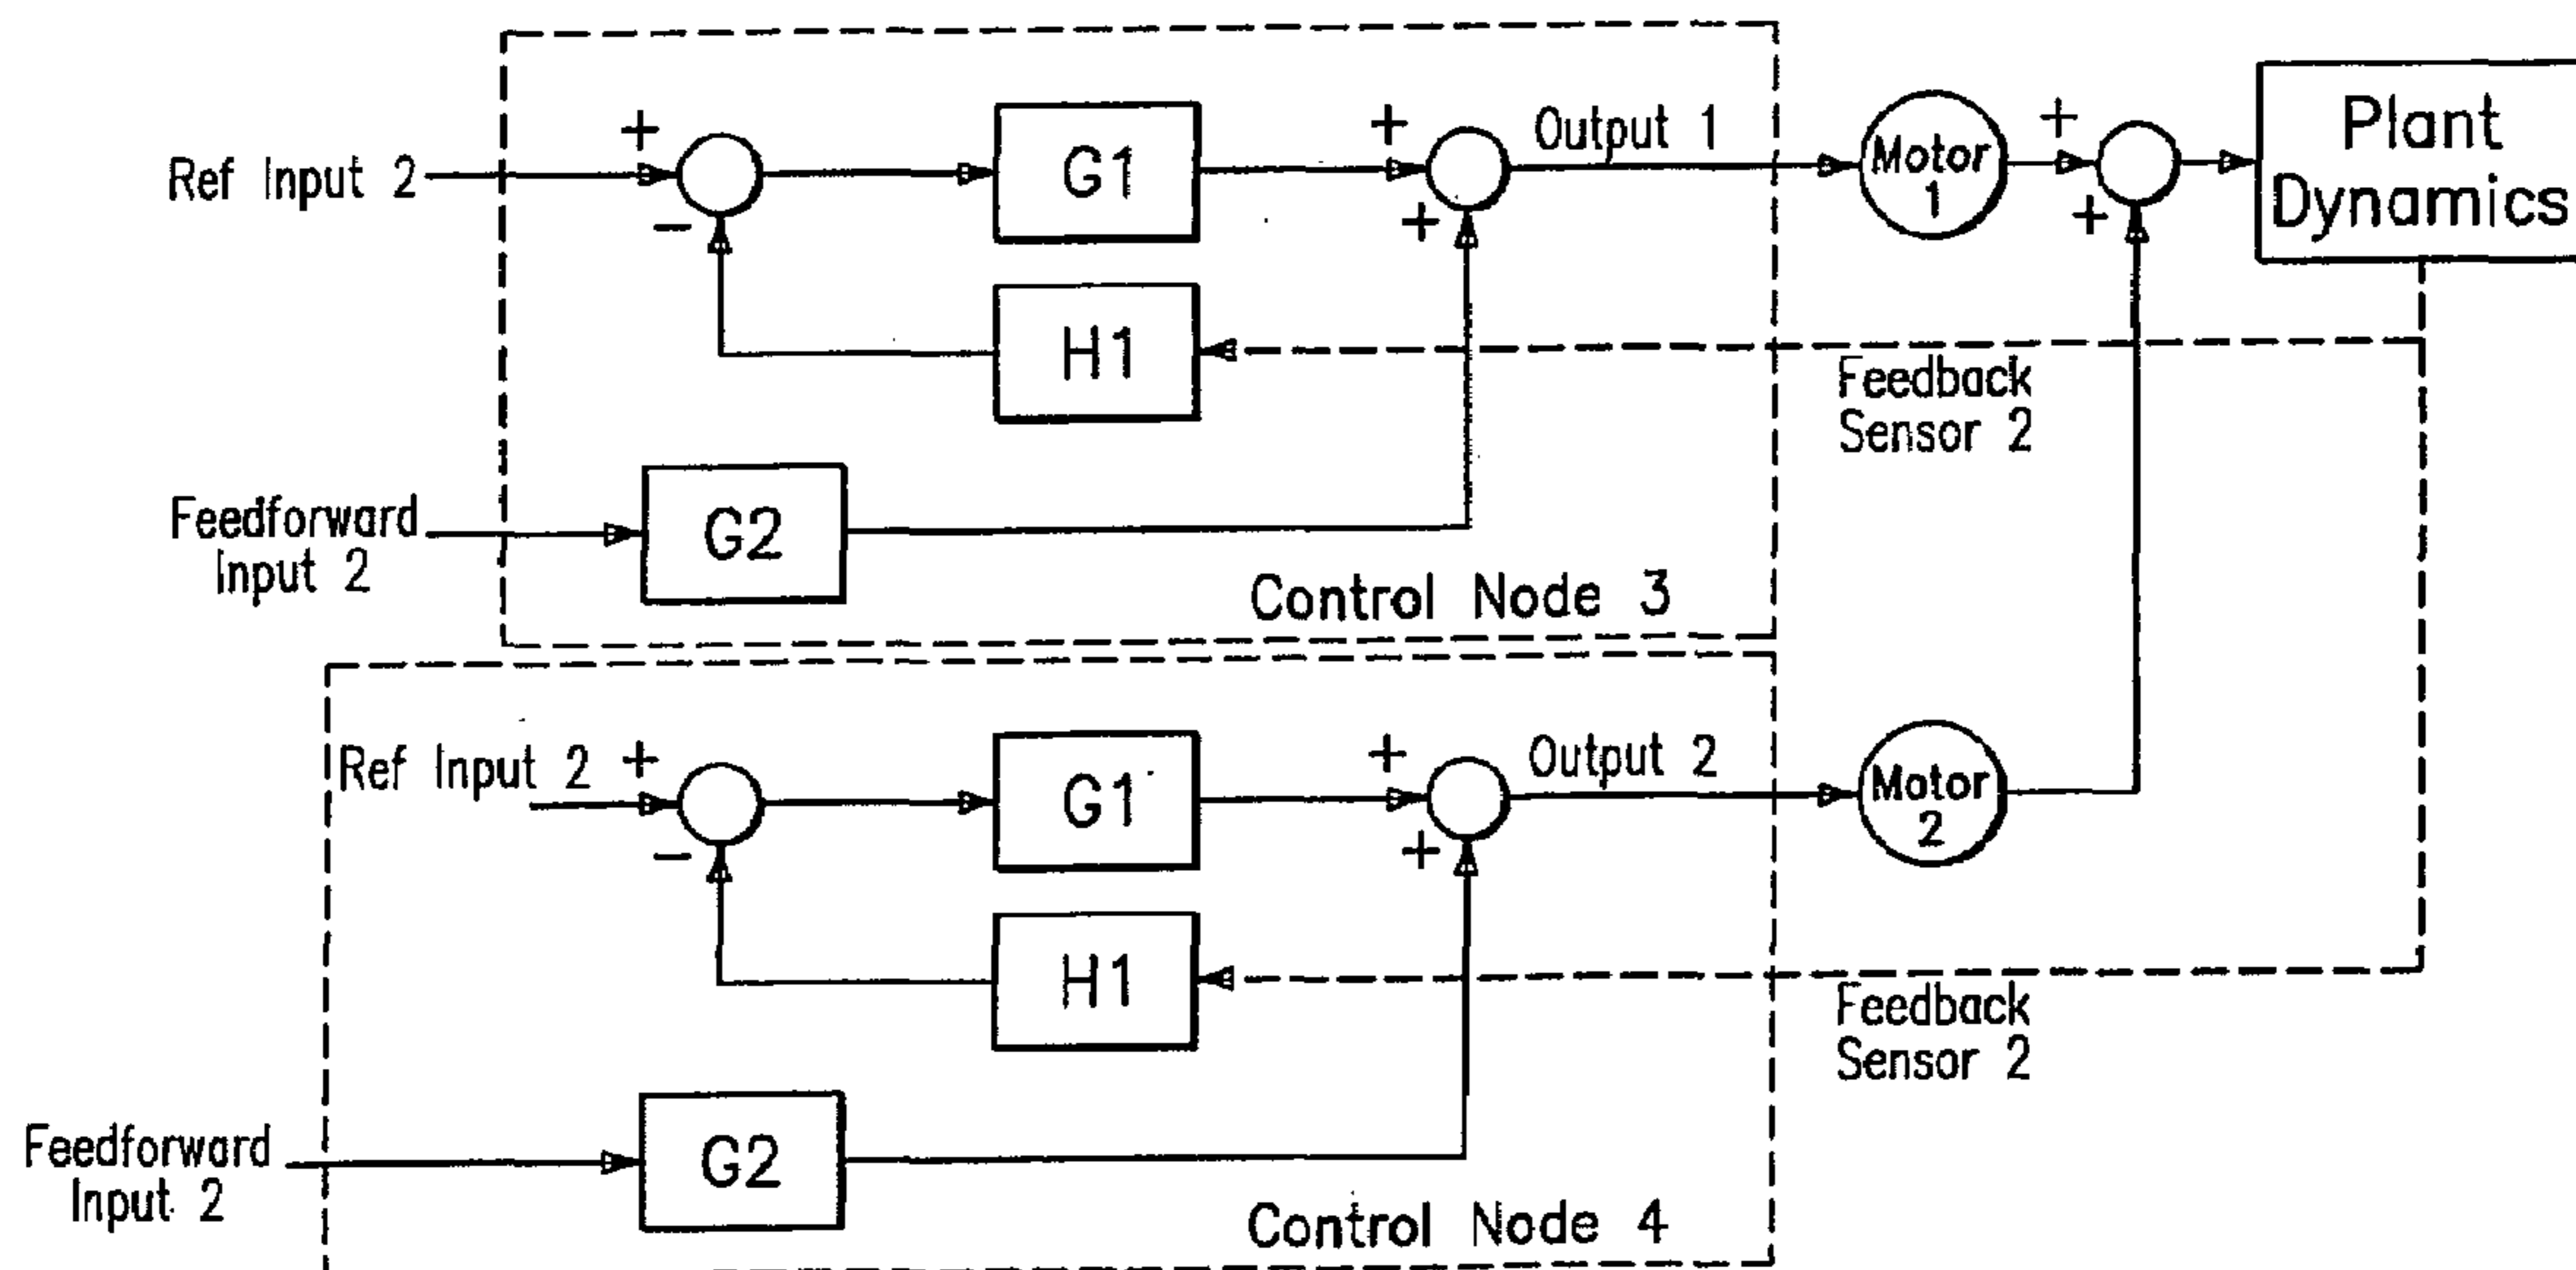 +
Ref Input 2
−
G1
+
+
Output 1
Motor
1
+
+
Plant
Dynamics
H1
Feedback
Sensor 2
Feedforward
Input 2
G2
Control Node 3
Ref Input 2
+
−
G1
+
+
Output 2
Motor
2
H1
Feedback
Sensor 2
Feedforward
Input 2
G2
Control Node 4